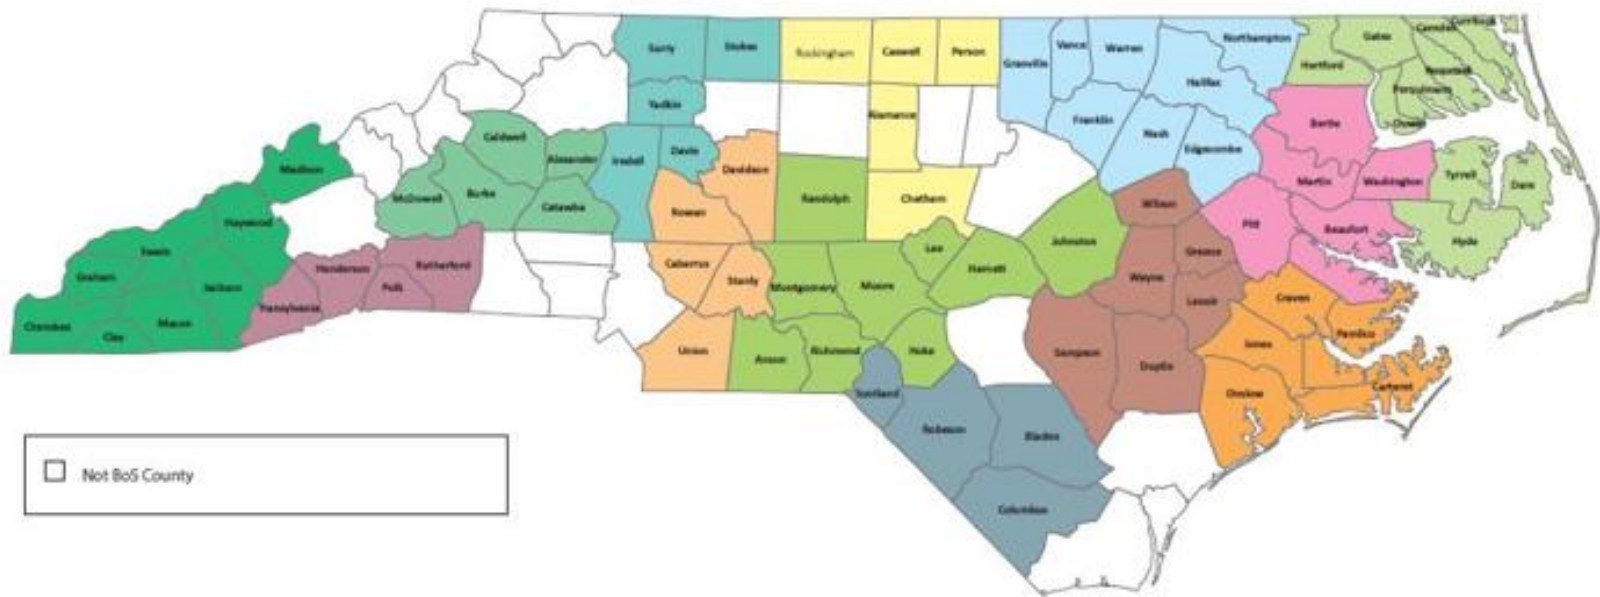 Surry
Stokes
Rockingham
Caswell
Person
Granville
Vance
Warren
Northampton
Hertford
Gates
Camden
Currituck
Halifax
Perquimans
Yadkin
Alamance
Franklin
Nash
Edgecombe
Bertie
Caldwell
Alexander
Iredell
Davie
Davidson
Madison
McDowell
Burke
Catawba
Rowan
Randolph
Chatham
Wilson
Martin
Washington
Tyrrell
Dare
Haywood
Swain
Graham
Jackson
Henderson
Rutherford
Polk
Transylvania
Cherokee
Clay
Macon
Cabarrus
Stanly
Montgomery
Moore
Lee
Harnett
Johnston
Wayne
Greene
Lenoir
Pitt
Beaufort
Hyde
Craven
Pamlico
Jones
Carteret
Onslow
Union
Anson
Richmond
Hoke
Sampson
Duplin
Scotland
Robeson
Bladen
Columbus
Not BoS County